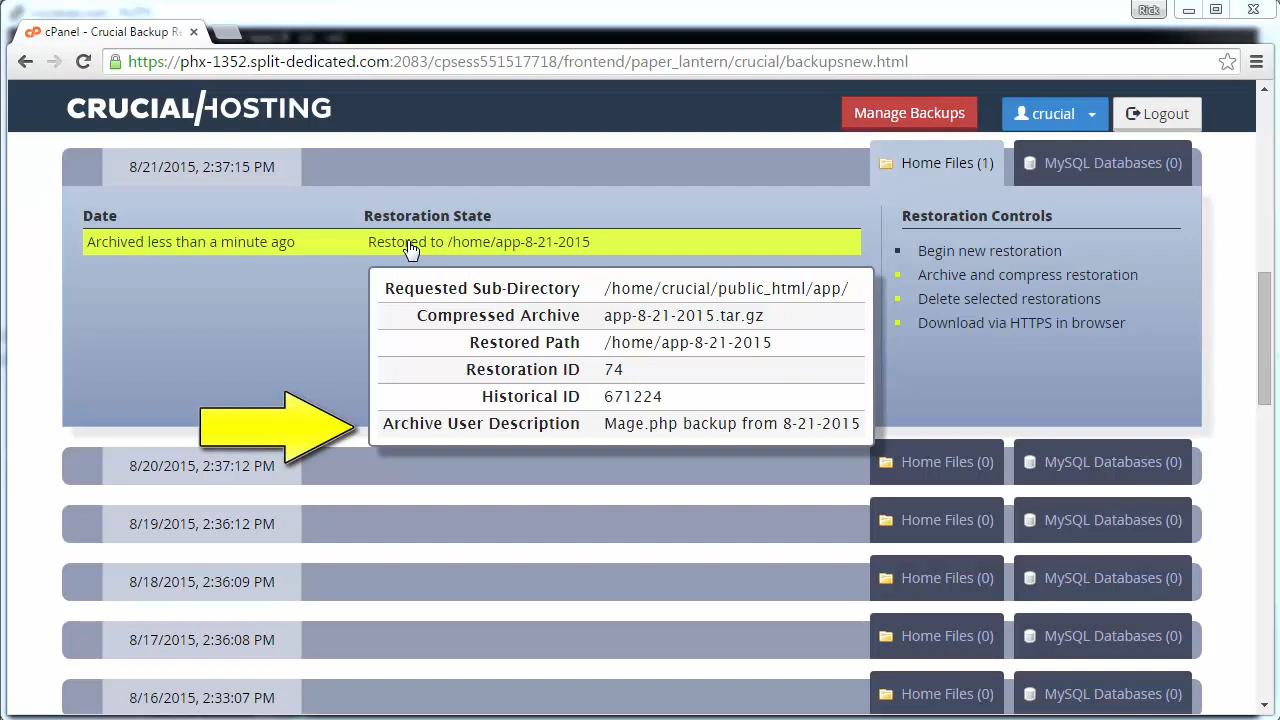 Rick
cPanel - Crucial Backup Re
https://phx-1352.split-dedicated.com:2083/cpsess551517716/frontend/paper_lantern/crucial/backupsnew.html
CRUCIAL/HOSTING
Manage Backups
crucial
Logout
8/21/2015, 2:37:15 PM
Home Files (1)
MySQL Databases (0)
Date
Restoration State
Restoration Controls
Archived less than a minute ago
Restored to /home/app-8-21-2015
Begin new restoration
Archive and compress restoration
Delete selected restorations
Download via HTTPS in browser
Requested Sub-Directory /home/crucial/public_html/app/
Compressed Archive app-8-21-2015.tar.gz
Restored Path /home/app-8-21-2015
Restoration ID 74
Historical ID 671224
Archive User Description Mage.php backup from 8-21-2015
8/20/2015, 2:37:12 PM
Home Files (0)
MySQL Databases (0)
8/19/2015, 2:36:12 PM
Home Files (0)
MySQL Databases (0)
8/18/2015, 2:36:09 PM
Home Files (0)
MySQL Databases (0)
8/17/2015, 2:36:08 PM
Home Files (0)
MySQL Databases (0)
8/16/2015, 2:33:07 PM
Home Files (0)
MySQL Databases (0)